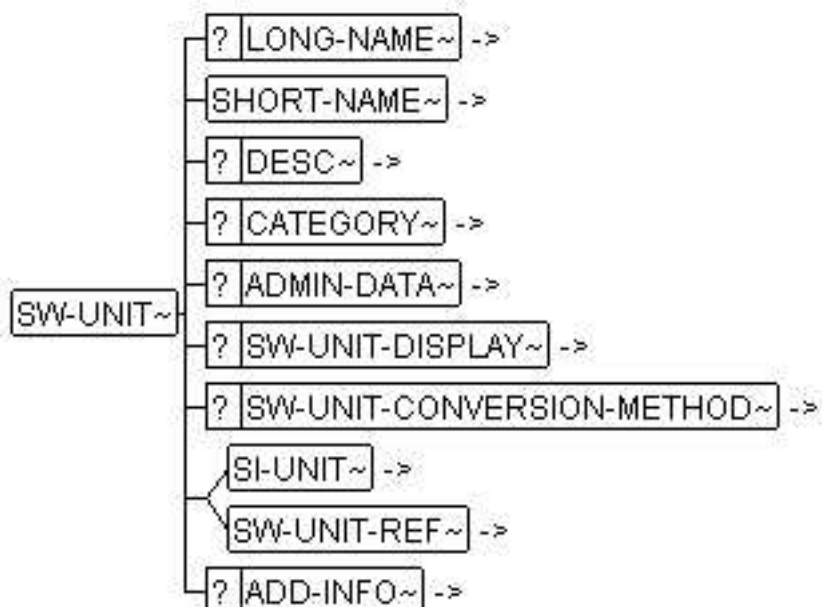 ? LONG-NAME~ ->
SHORT-NAME~ ->
? DESC~ ->
? CATEGORY~ ->
? ADMIN-DATA~ ->
SW-UNIT~
? SW-UNIT-DISPLAY~ ->
? SW-UNIT-CONVERSION-METHOD~ ->
SI-UNIT~ ->
SW-UNIT-REF~ ->
? ADD-INFO~ ->